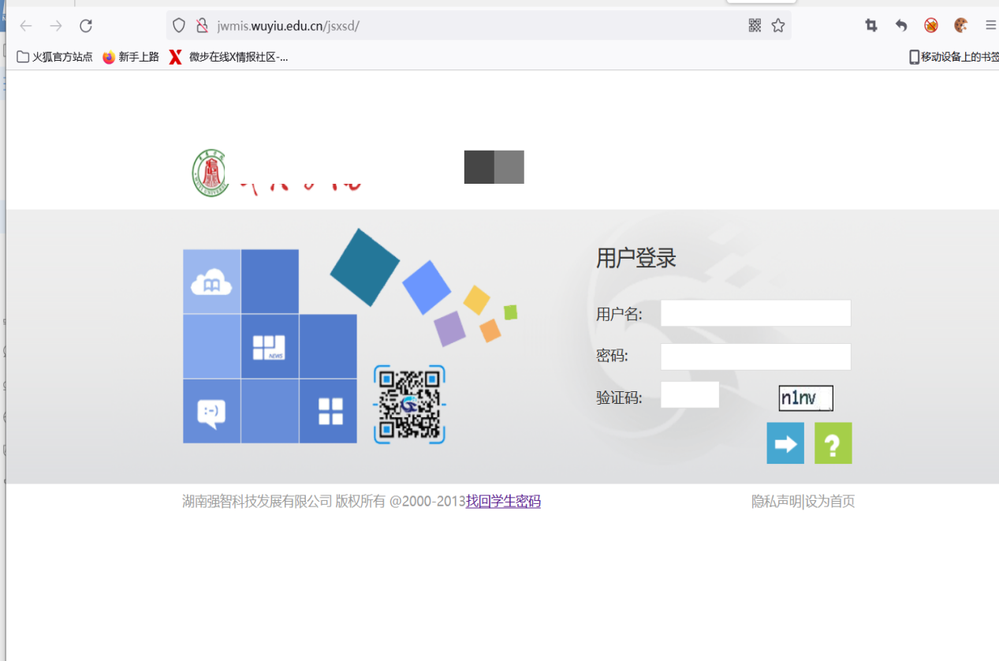 jwmis.wuyiu.edu.cn/jsxsd/
火狐官方站点 新手上路 X 微步在线X情报社区-... 移动设备上的书签
用户登录
用户名:
密码:
NEWS
验证码: n1nv
:-)
?
湖南强智科技发展有限公司 版权所有 @2000-2013找回学生密码 隐私声明|设为首页